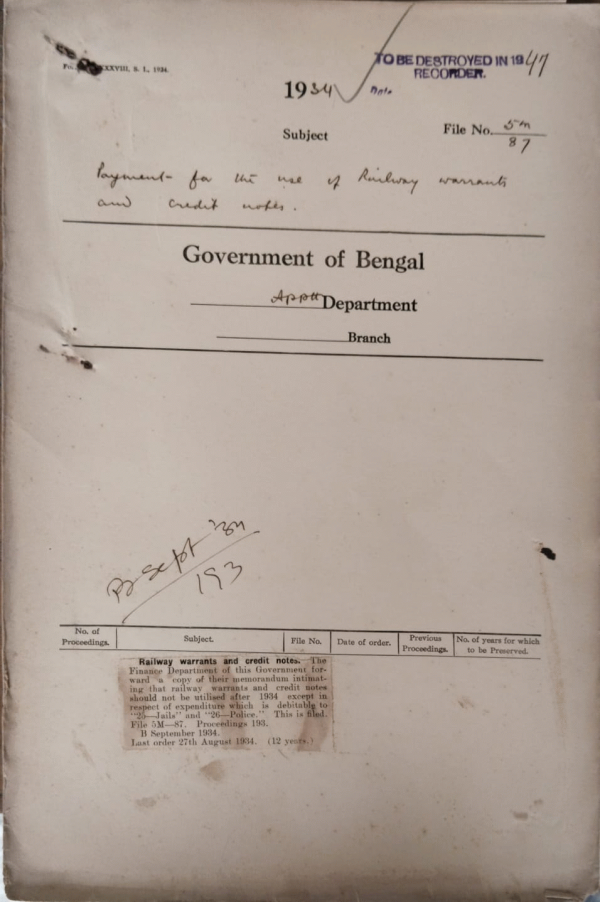 XXXVIII, S. I., 1934.
TO BE DESTROYED IN 1947
RECORDER.
1934
Note
Subject
File No. 5m/87
Payment for the use of Railway warrants
and credit notes.
Government of Bengal
Appt Department
Branch
B Sept '34
193
No. of Proceedings. Subject. File No. Date of order. Previous Proceedings. No. of years for which to be Preserved.
Railway warrants and credit notes. The
Finance Department of this Government for-
ward a copy of their memorandum intimat-
ing that railway warrants and credit notes
should not be utilised after 1934 except in
respect of expenditure which is debitable to
"25—Jails" and "26—Police." This is filed.
File 5M—87. Proceedings 193.
B September 1934.
Last order 27th August 1934. (12 years.)